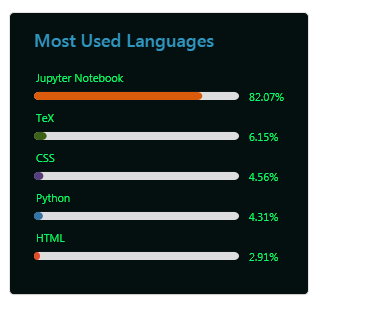 Most Used Languages
Jupyter Notebook
82.07%
TeX
6.15%
CSS
4.56%
Python
4.31%
HTML
2.91%